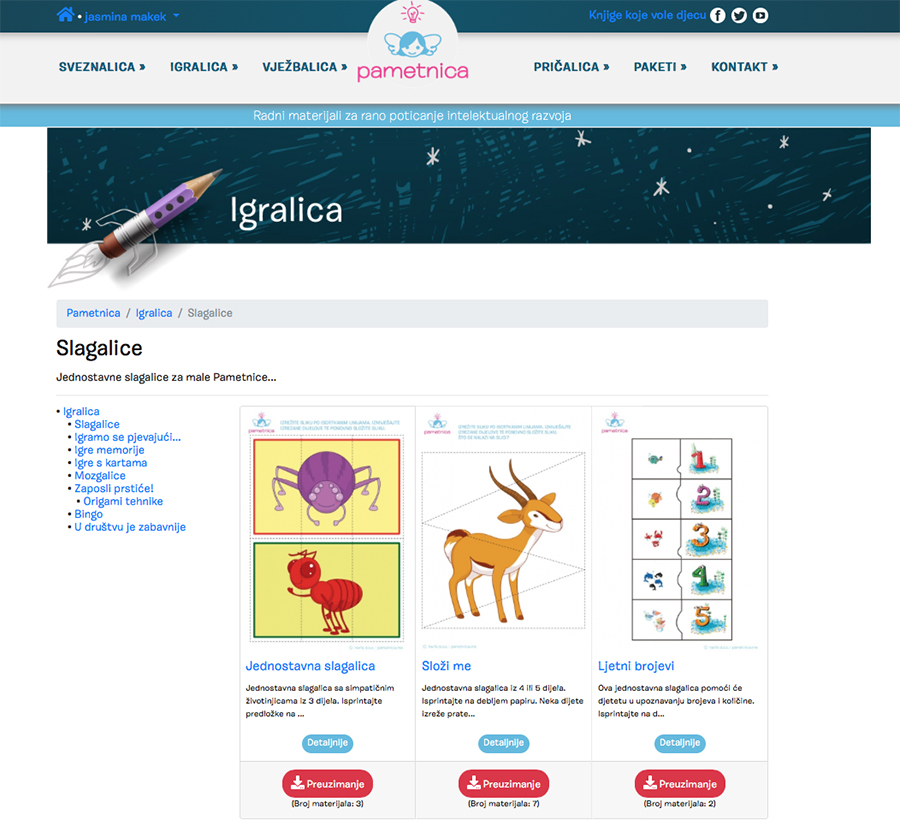 • jasmina makek
Knjige koje vole djecu
SVEZNALICA »
IGRALICA »
VJEŽBALICA »
pametnica
PRIČALICA »
PAKETI »
KONTAKT »
Radni materijali za rano poticanje intelektualnog razvoja
Igralica
Pametnica / Igralica / Slagalice
Slagalice
Jednostavne slagalice za male Pametnice...
• Igralica
• Slagalice
• Igramo se pjevajući...
• Igre memorije
• Igre s kartama
• Mozgalice
• Zaposli prstiće!
• Origami tehnike
• Bingo
• U društvu je zabavnije
pametnica
Jednostavna slagalica
Jednostavna slagalica sa simpatičnim
životinjicama iz 3 dijela. Isprintajte
predložke na ...
Detaljnije
Preuzimanje
(Broj materijala: 3)
pametnica
Složi me
Jednostavna slagalica iz 4 ili 5 dijela.
Isprintajte na debljem papiru. Neka dijete
izreže prate...
Detaljnije
Preuzimanje
(Broj materijala: 7)
pametnica
1
2
3
4
5
Ljetni brojevi
Ova jednostavna slagalica pomoći će
djetetu u upoznavanju brojeva i količine.
Isprintajte na d...
Detaljnije
Preuzimanje
(Broj materijala: 2)